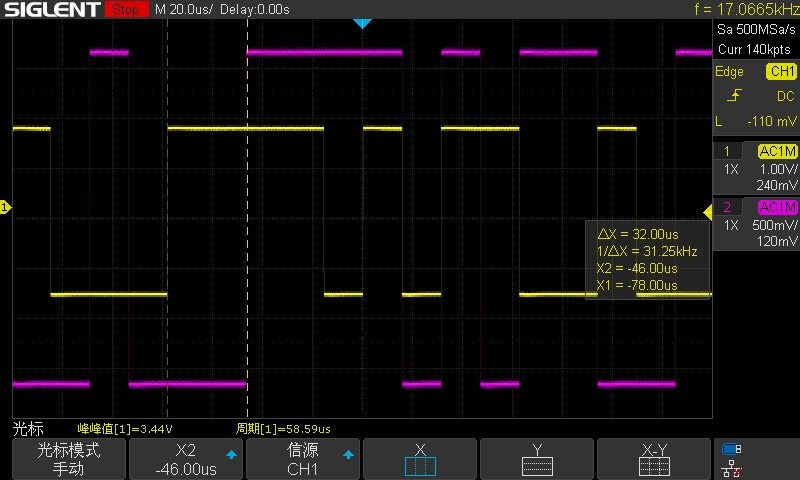 SIGLENT Stop M 20.0us/ Delay:0.00s f = 17.0665kHz
Sa 500MSa/s
Curr 140kpts
Edge CH1
DC
L -110 mV
1 AC1M
1X 1.00V/
240mV
2 AC1M
1X 500mV/
120mV
1
△X = 32.00us
1/△X = 31.25kHz
X2 = -46.00us
X1 = -78.00us
光标 峰峰值[1]=3.44V 周期[1]=58.59us
光标模式
手动
X2
-46.00us
信源
CH1
X
Y
X-Y